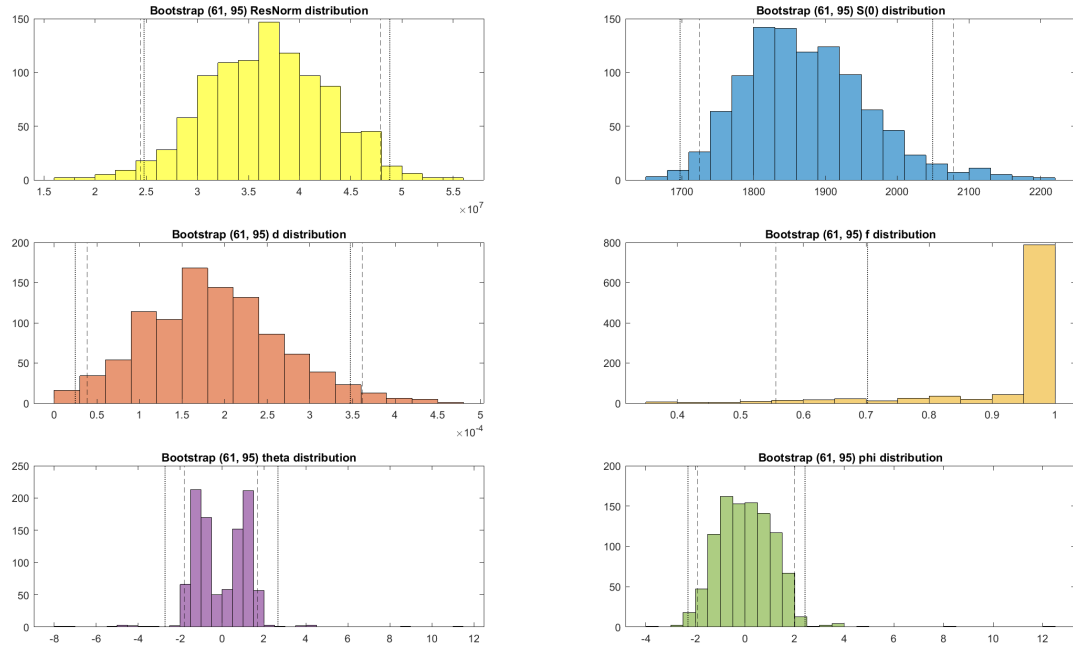 Bootstrap (61, 95) ResNorm distribution
150
100
50
0
1.5 2 2.5 3 3.5 4 4.5 5 5.5
×10^7
Bootstrap (61, 95) S(0) distribution
150
100
50
0
1700 1800 1900 2000 2100 2200
Bootstrap (61, 95) d distribution
200
150
100
50
0
0 0.5 1 1.5 2 2.5 3 3.5 4 4.5 5
×10^-4
Bootstrap (61, 95) f distribution
800
600
400
200
0
0.4 0.5 0.6 0.7 0.8 0.9 1
Bootstrap (61, 95) theta distribution
250
200
150
100
50
0
-8 -6 -4 -2 0 2 4 6 8 10 12
Bootstrap (61, 95) phi distribution
200
150
100
50
0
-4 -2 0 2 4 6 8 10 12